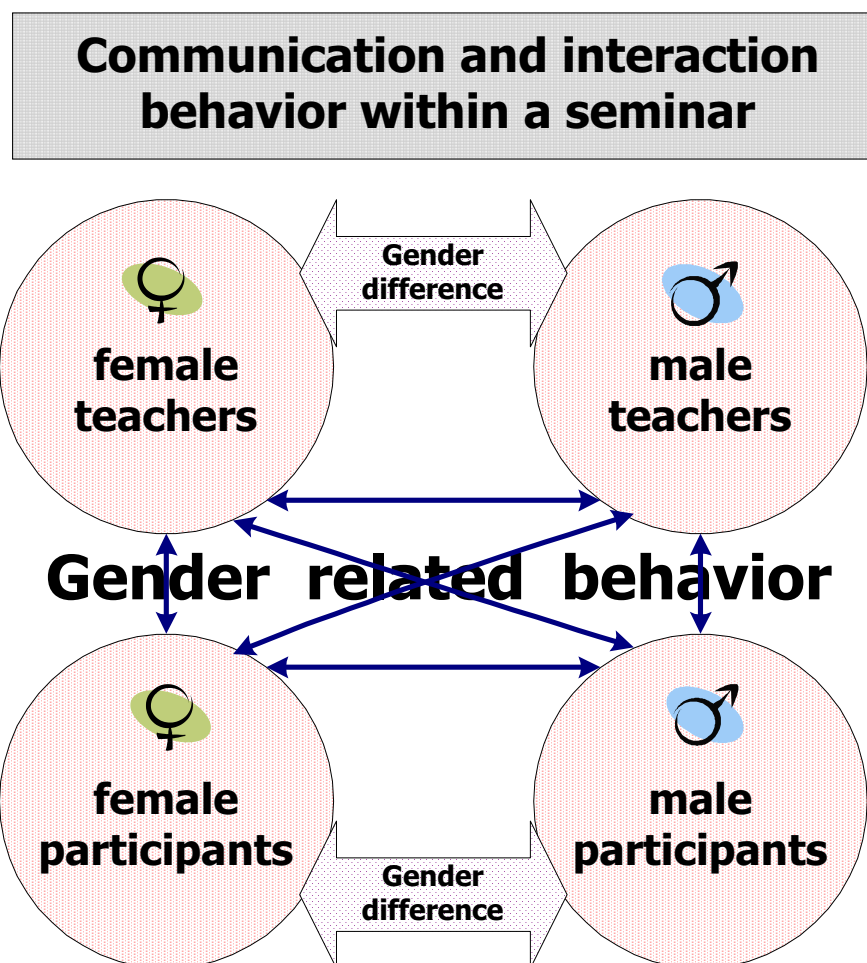 Communication and interaction
behavior within a seminar
Gender
difference
female
teachers
male
teachers
Gender related behavior
female
participants
male
participants
Gender
difference